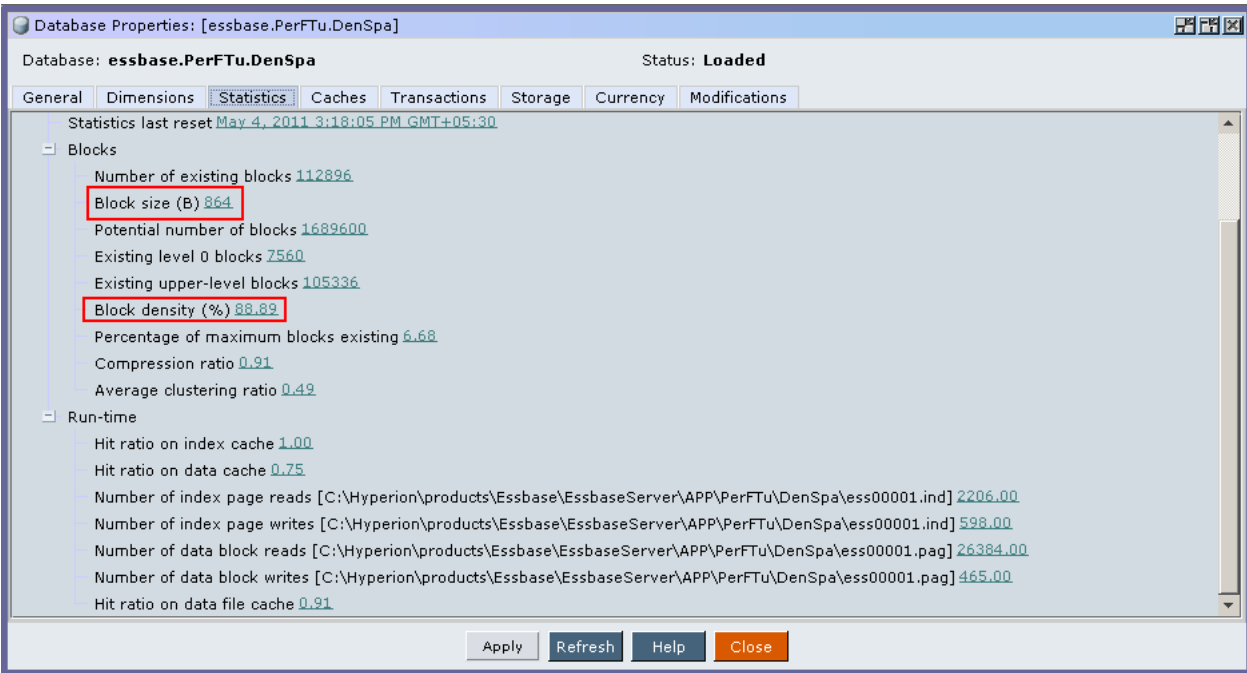 Database Properties: [essbase.PerFTu.DenSpa]
Database: essbase.PerFTu.DenSpa Status: Loaded
General Dimensions Statistics Caches Transactions Storage Currency Modifications
Statistics last reset May 4, 2011 3:18:05 PM GMT+05:30
Blocks
Number of existing blocks 112896
Block size (B) 864
Potential number of blocks 1689600
Existing level 0 blocks 7560
Existing upper-level blocks 105336
Block density (%) 88.89
Percentage of maximum blocks existing 6.68
Compression ratio 0.91
Average clustering ratio 0.49
Run-time
Hit ratio on index cache 1.00
Hit ratio on data cache 0.75
Number of index page reads [C:\Hyperion\products\Essbase\EssbaseServer\APP\PerFTu\DenSpa\ess00001.ind] 2206.00
Number of index page writes [C:\Hyperion\products\Essbase\EssbaseServer\APP\PerFTu\DenSpa\ess00001.ind] 598.00
Number of data block reads [C:\Hyperion\products\Essbase\EssbaseServer\APP\PerFTu\DenSpa\ess00001.pag] 26384.00
Number of data block writes [C:\Hyperion\products\Essbase\EssbaseServer\APP\PerFTu\DenSpa\ess00001.pag] 465.00
Hit ratio on data file cache 0.91
Apply Refresh Help Close